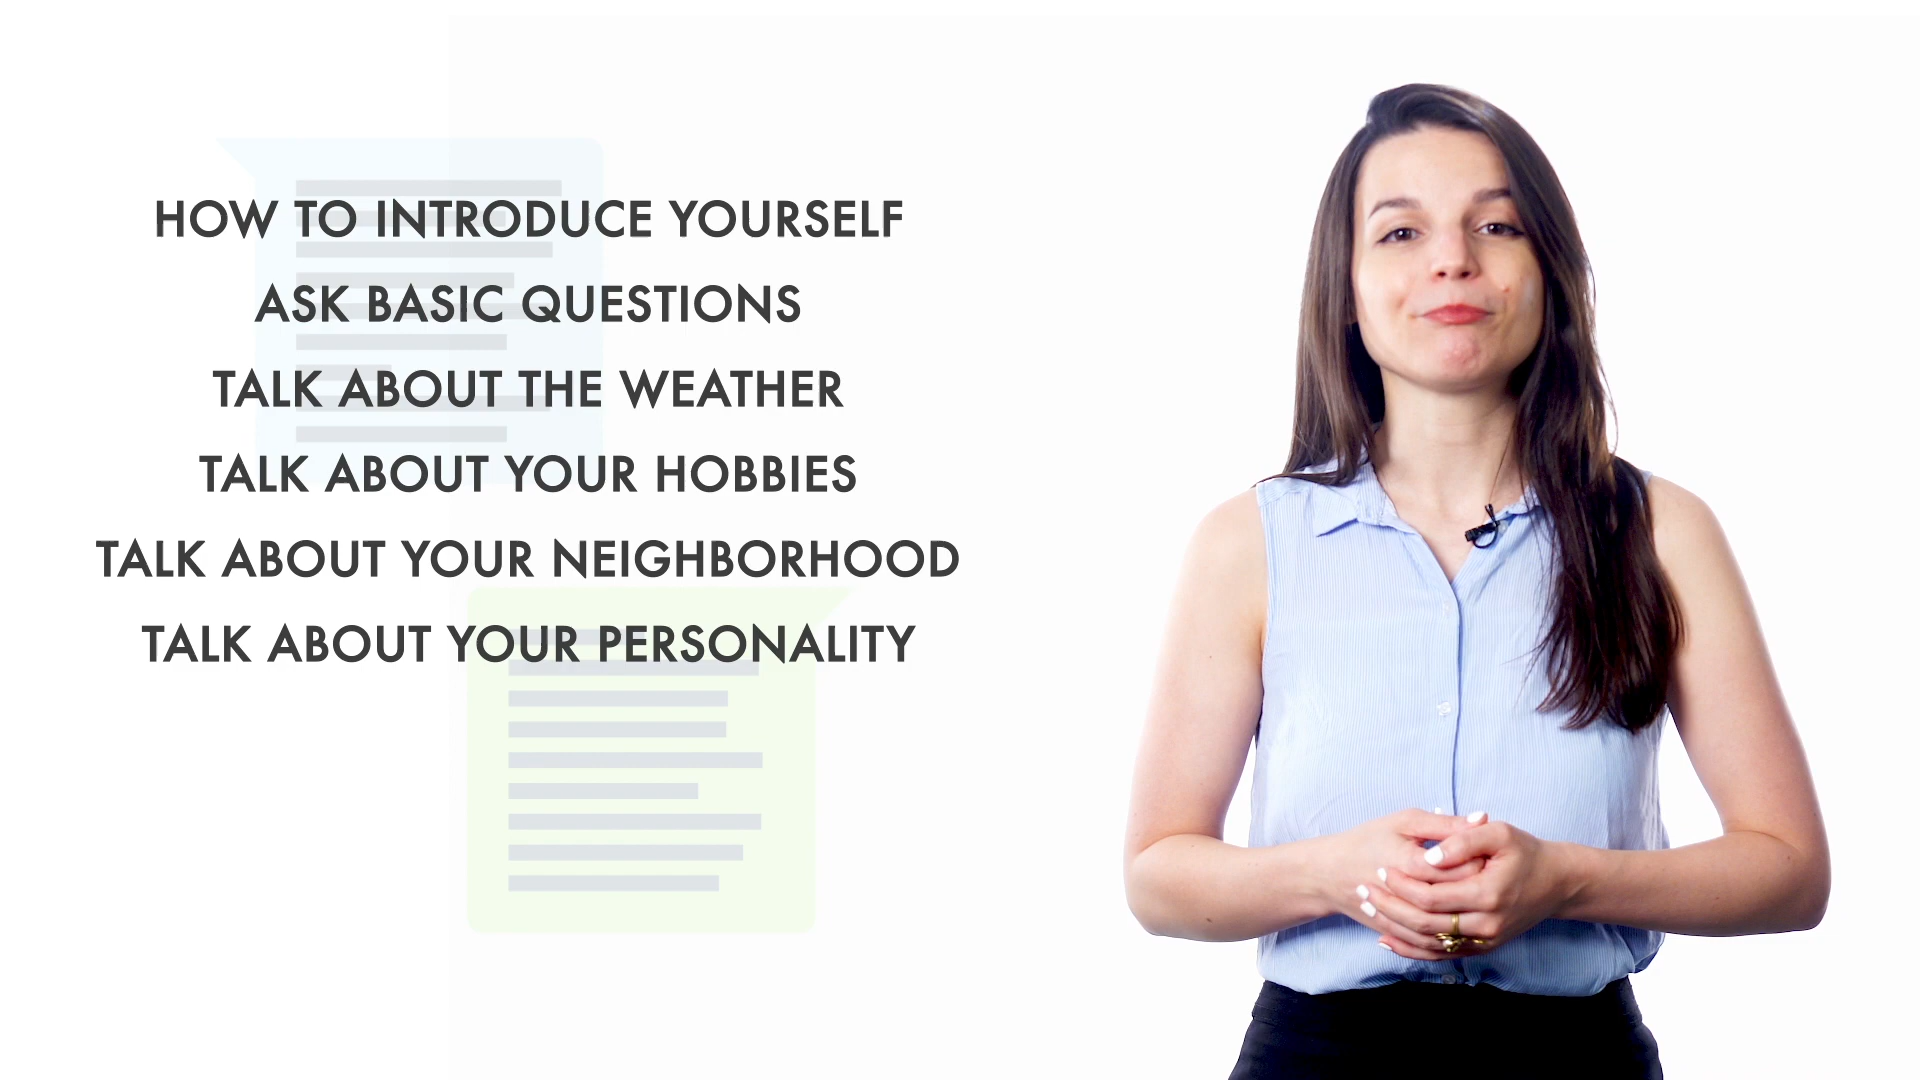 HOW TO INTRODUCE YOURSELF
ASK BASIC QUESTIONS
TALK ABOUT THE WEATHER
TALK ABOUT YOUR HOBBIES
TALK ABOUT YOUR NEIGHBORHOOD
TALK ABOUT YOUR PERSONALITY